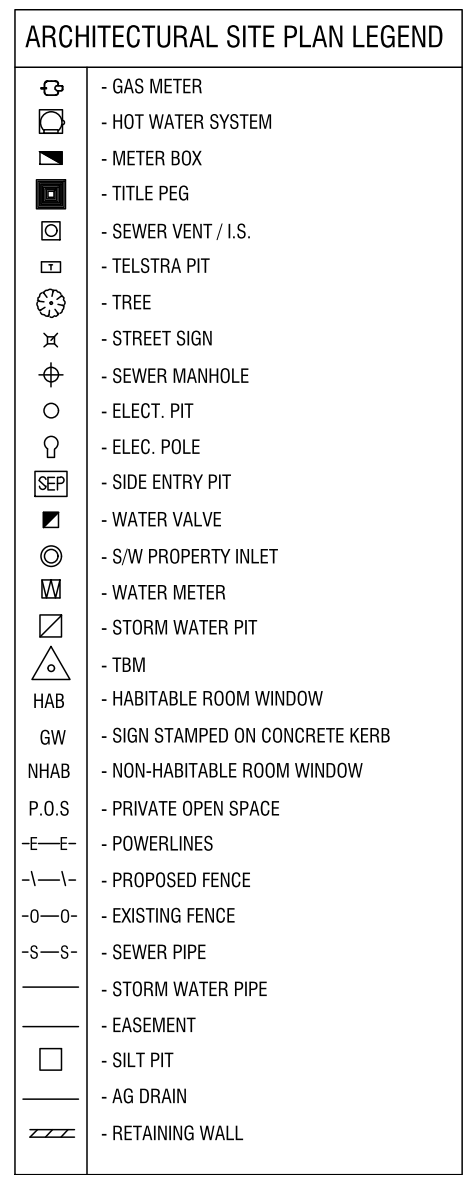 ARCHITECTURAL SITE PLAN LEGEND
- GAS METER
- HOT WATER SYSTEM
- METER BOX
- TITLE PEG
- SEWER VENT / I.S.
T - TELSTRA PIT
- TREE
- STREET SIGN
- SEWER MANHOLE
- ELECT. PIT
- ELEC. POLE
SEP - SIDE ENTRY PIT
- WATER VALVE
- S/W PROPERTY INLET
- WATER METER
- STORM WATER PIT
- TBM
HAB - HABITABLE ROOM WINDOW
GW - SIGN STAMPED ON CONCRETE KERB
NHAB - NON-HABITABLE ROOM WINDOW
P.O.S - PRIVATE OPEN SPACE
-E—E- - POWERLINES
-\—\- - PROPOSED FENCE
-O—O- - EXISTING FENCE
-S—S- - SEWER PIPE
- STORM WATER PIPE
- EASEMENT
- SILT PIT
- AG DRAIN
- RETAINING WALL